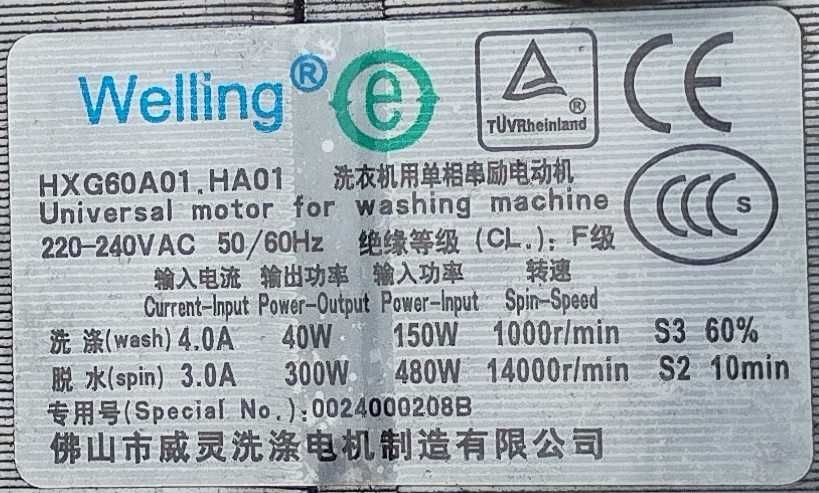 Welling®
e
TÜVRheinland ®
CE
CCC S
HXG60A01.HA01 洗衣机用单相串励电动机
Universal motor for washing machine
220-240VAC 50/60Hz 绝缘等级 (CL.): F级
输入电流 输出功率 输入功率 转速
Current-Input Power-Output Power-Input Spin-Speed
洗 涤(wash) 4.0A 40W 150W 1000r/min S3 60%
脱 水(spin) 3.0A 300W 480W 14000r/min S2 10min
专用号(Special No.):0024000208B
佛山市威灵洗涤电机制造有限公司